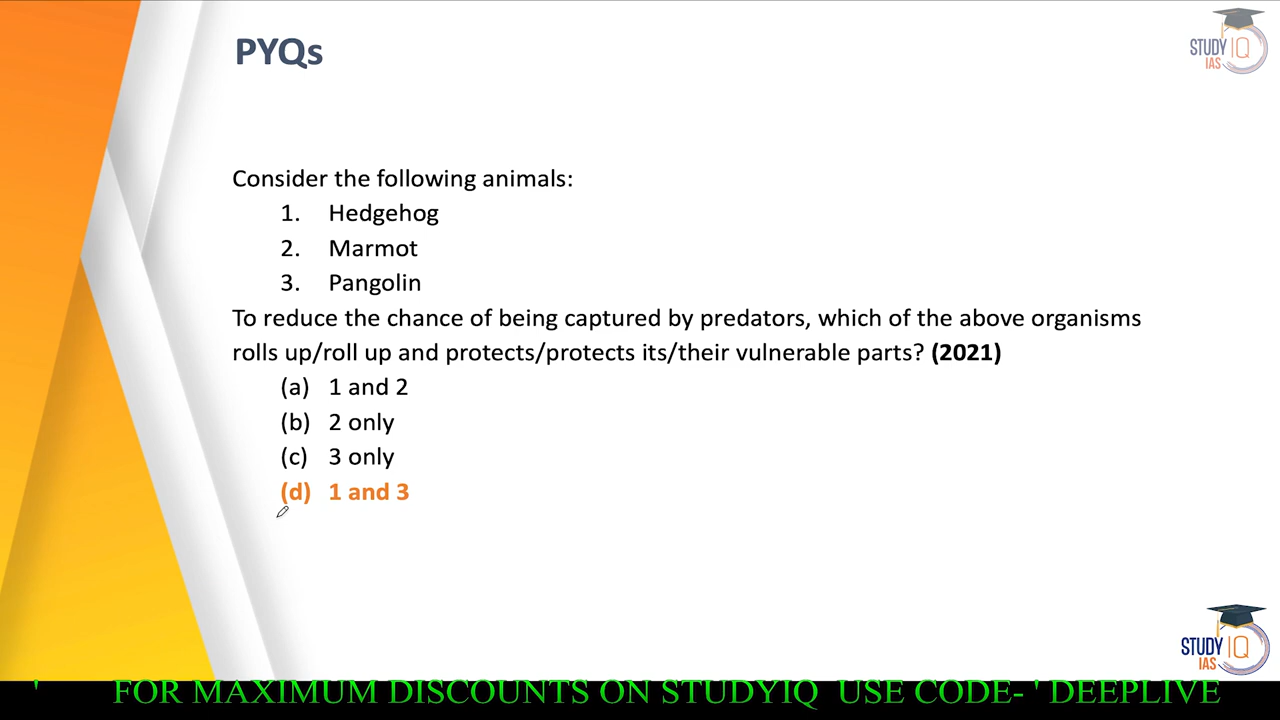 PYQs
STUDY IQ
IAS
Consider the following animals:
1. Hedgehog
2. Marmot
3. Pangolin
To reduce the chance of being captured by predators, which of the above organisms
rolls up/roll up and protects/protects its/their vulnerable parts? (2021)
(a) 1 and 2
(b) 2 only
(c) 3 only
(d) 1 and 3
STUDY IQ
IAS
' FOR MAXIMUM DISCOUNTS ON STUDYIQ USE CODE- ' DEEPLIVE